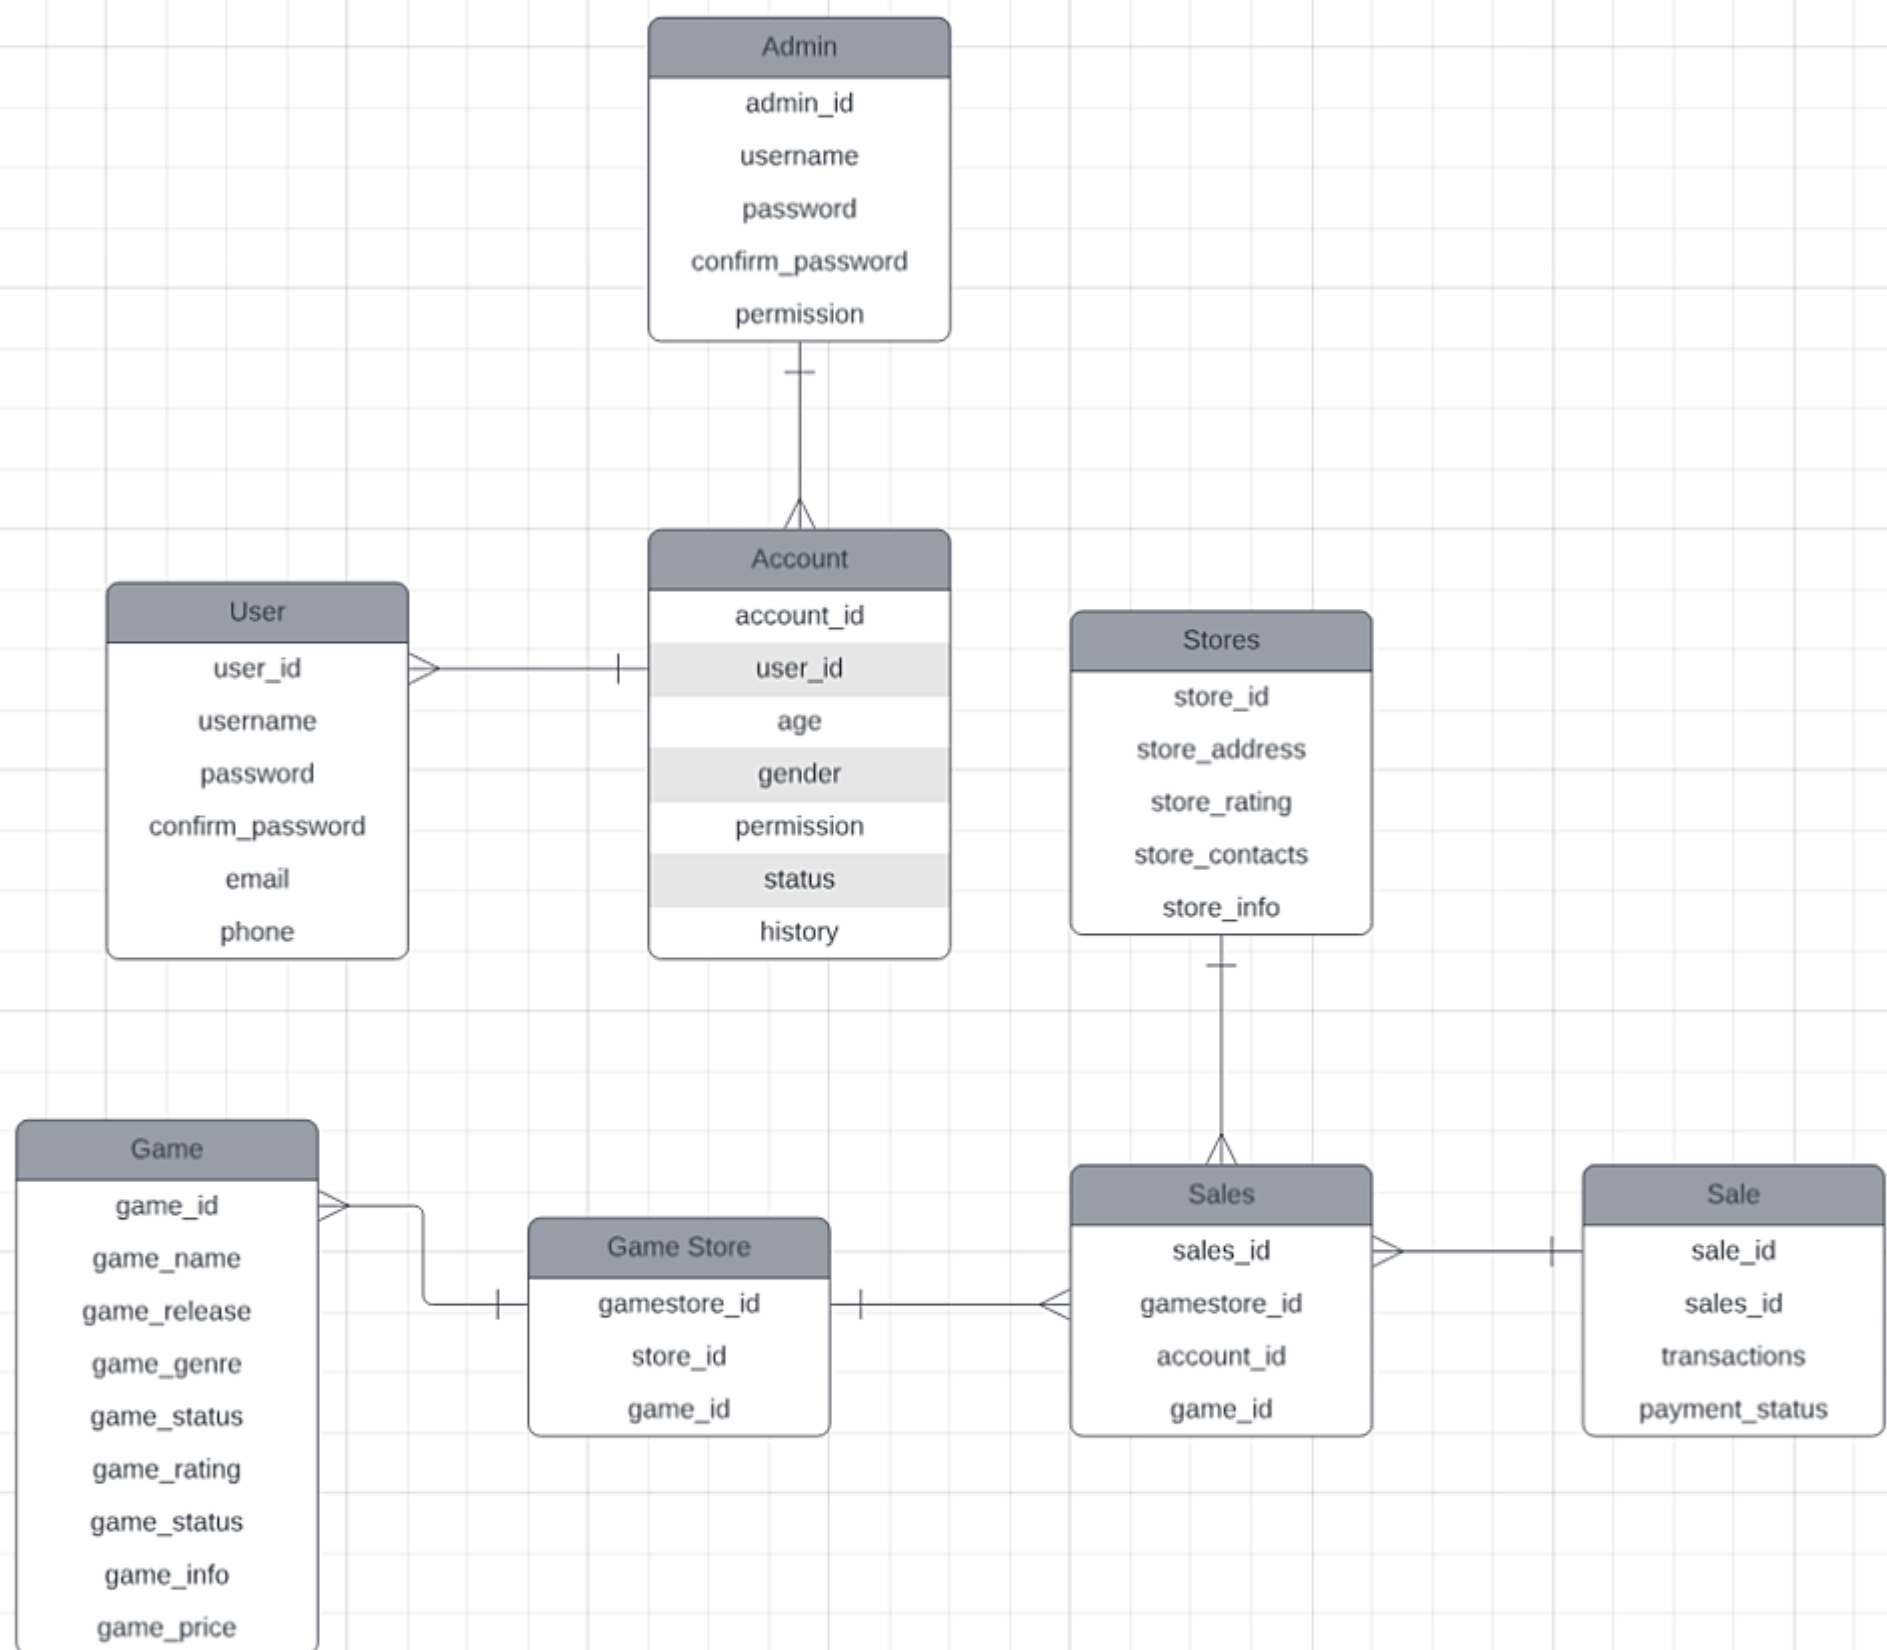 Admin
admin_id
username
password
confirm_password
permission
User
user_id
username
password
confirm_password
email
phone
Account
account_id
user_id
age
gender
permission
status
history
Stores
store_id
store_address
store_rating
store_contacts
store_info
Game
game_id
game_name
game_release
game_genre
game_status
game_rating
game_status
game_info
game_price
Game Store
gamestore_id
store_id
game_id
Sales
sales_id
gamestore_id
account_id
game_id
Sale
sale_id
sales_id
transactions
payment_status